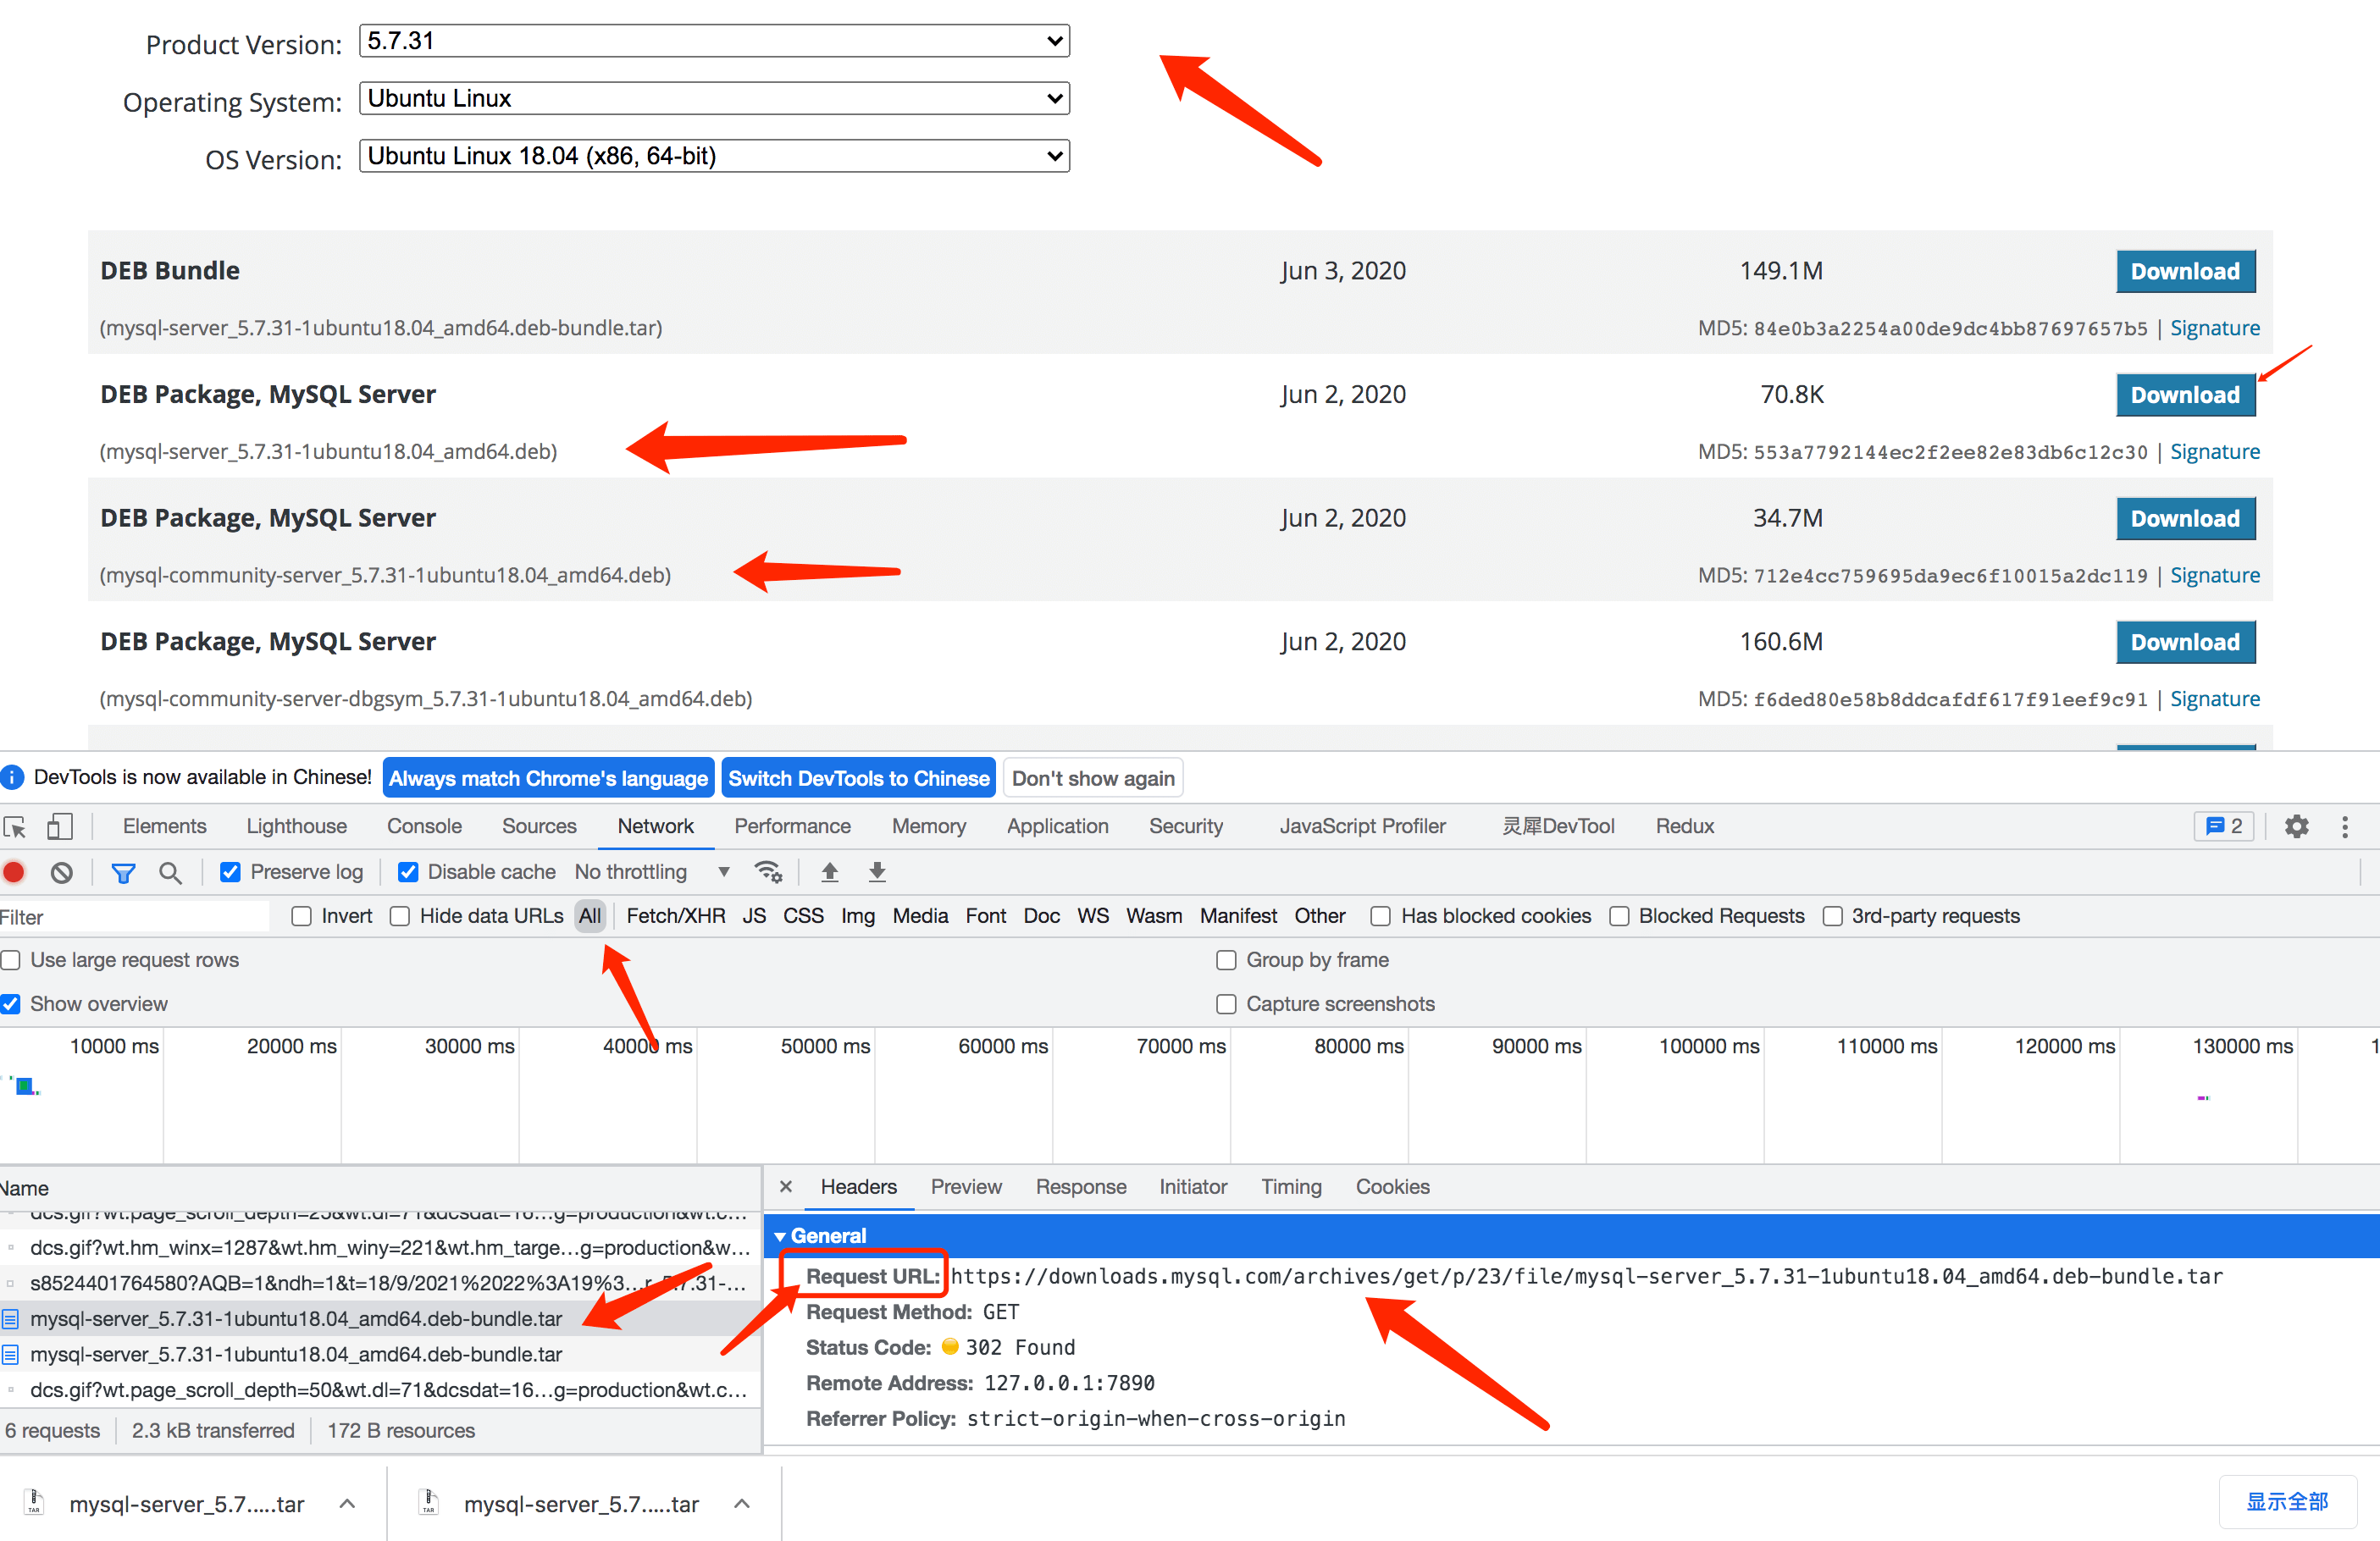 Product Version: 5.7.31
Operating System: Ubuntu Linux
OS Version: Ubuntu Linux 18.04 (x86, 64-bit)
DEB Bundle Jun 3, 2020 149.1M Download
(mysql-server_5.7.31-1ubuntu18.04_amd64.deb-bundle.tar) MD5: 84e0b3a2254a00de9dc4bb87697657b5 | Signature
DEB Package, MySQL Server Jun 2, 2020 70.8K Download
(mysql-server_5.7.31-1ubuntu18.04_amd64.deb) MD5: 553a7792144ec2f2ee82e83db6c12c30 | Signature
DEB Package, MySQL Server Jun 2, 2020 34.7M Download
(mysql-community-server_5.7.31-1ubuntu18.04_amd64.deb) MD5: 712e4cc759695da9ec6f10015a2dc119 | Signature
DEB Package, MySQL Server Jun 2, 2020 160.6M Download
(mysql-community-server-dbgsym_5.7.31-1ubuntu18.04_amd64.deb) MD5: f6ded80e58b8ddcafdf617f91eef9c91 | Signature
DevTools is now available in Chinese! Always match Chrome's language Switch DevTools to Chinese Don't show again
Elements Lighthouse Console Sources Network Performance Memory Application Security JavaScript Profiler 灵犀DevTool Redux 2
Preserve log Disable cache No throttling
Filter Invert Hide data URLs All Fetch/XHR JS CSS Img Media Font Doc WS Wasm Manifest Other Has blocked cookies Blocked Requests 3rd-party requests
Use large request rows Group by frame
Show overview Capture screenshots
10000 ms 20000 ms 30000 ms 40000 ms 50000 ms 60000 ms 70000 ms 80000 ms 90000 ms 100000 ms 110000 ms 120000 ms 130000 ms 1
Name
dcs.gif?wt.page_scroll_depth=25&wt.dl=71&dcsdat=16...g=production&wt.c...
dcs.gif?wt.hm_winx=1287&wt.hm_winy=221&wt.hm_targe...g=production&w...
s8524401764580?AQB=1&ndh=1&t=18/9/2021%2022%3A19%3...r_5.7.31-...
mysql-server_5.7.31-1ubuntu18.04_amd64.deb-bundle.tar
mysql-server_5.7.31-1ubuntu18.04_amd64.deb-bundle.tar
dcs.gif?wt.page_scroll_depth=50&wt.dl=71&dcsdat=16...g=production&wt.c...
6 requests 2.3 kB transferred 172 B resources
× Headers Preview Response Initiator Timing Cookies
General
Request URL: https://downloads.mysql.com/archives/get/p/23/file/mysql-server_5.7.31-1ubuntu18.04_amd64.deb-bundle.tar
Request Method: GET
Status Code: 302 Found
Remote Address: 127.0.0.1:7890
Referrer Policy: strict-origin-when-cross-origin
mysql-server_5.7.....tar mysql-server_5.7.....tar 显示全部